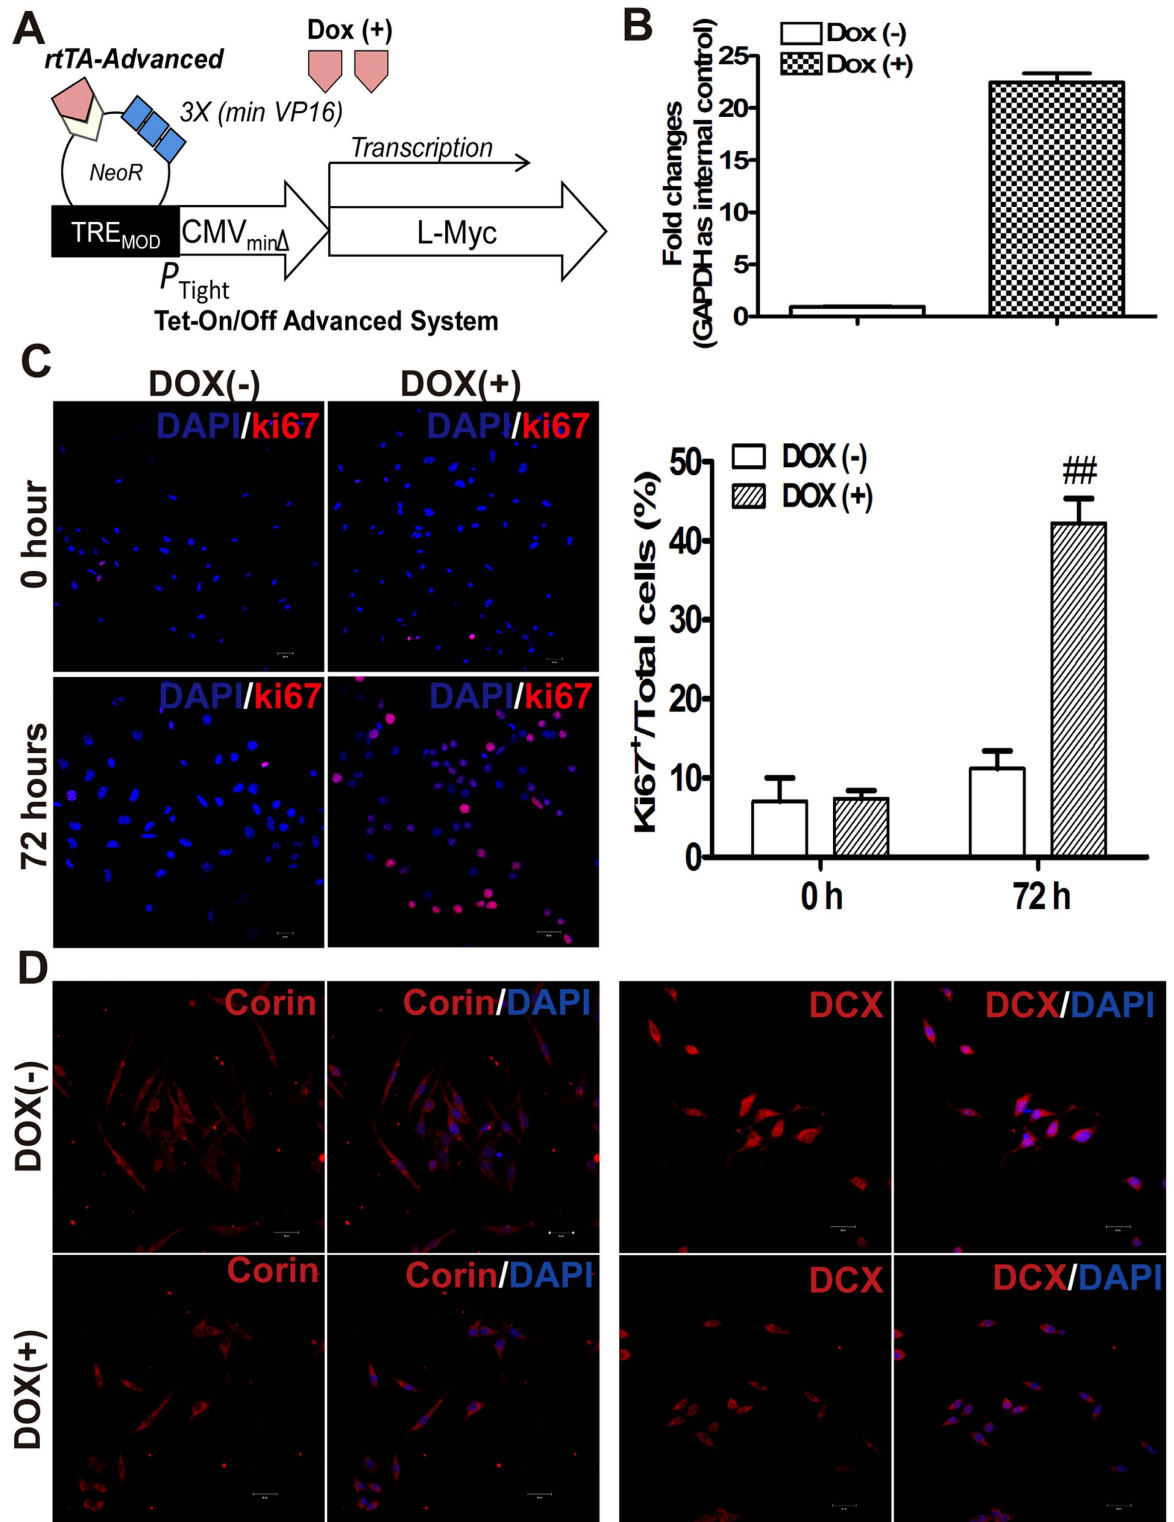 A
rtTA-Advanced
Dox (+)
3X (min VP16)
NeoR
Transcription
TREMOD
CMVminΔ
L-Myc
PTight
Tet-On/Off Advanced System
B
Fold changes
(GAPDH as internal control)
25
20
15
10
5
0
Dox (-)
Dox (+)
C
DOX(-)
DOX(+)
0 hour
DAPI/ki67
DAPI/ki67
72 hours
DAPI/ki67
DAPI/ki67
Ki67+/Total cells (%)
50
40
30
20
10
0
DOX (-)
DOX (+)
##
0 h
72 h
D
DOX(-)
Corin
Corin/DAPI
DCX
DCX/DAPI
DOX(+)
Corin
Corin/DAPI
DCX
DCX/DAPI